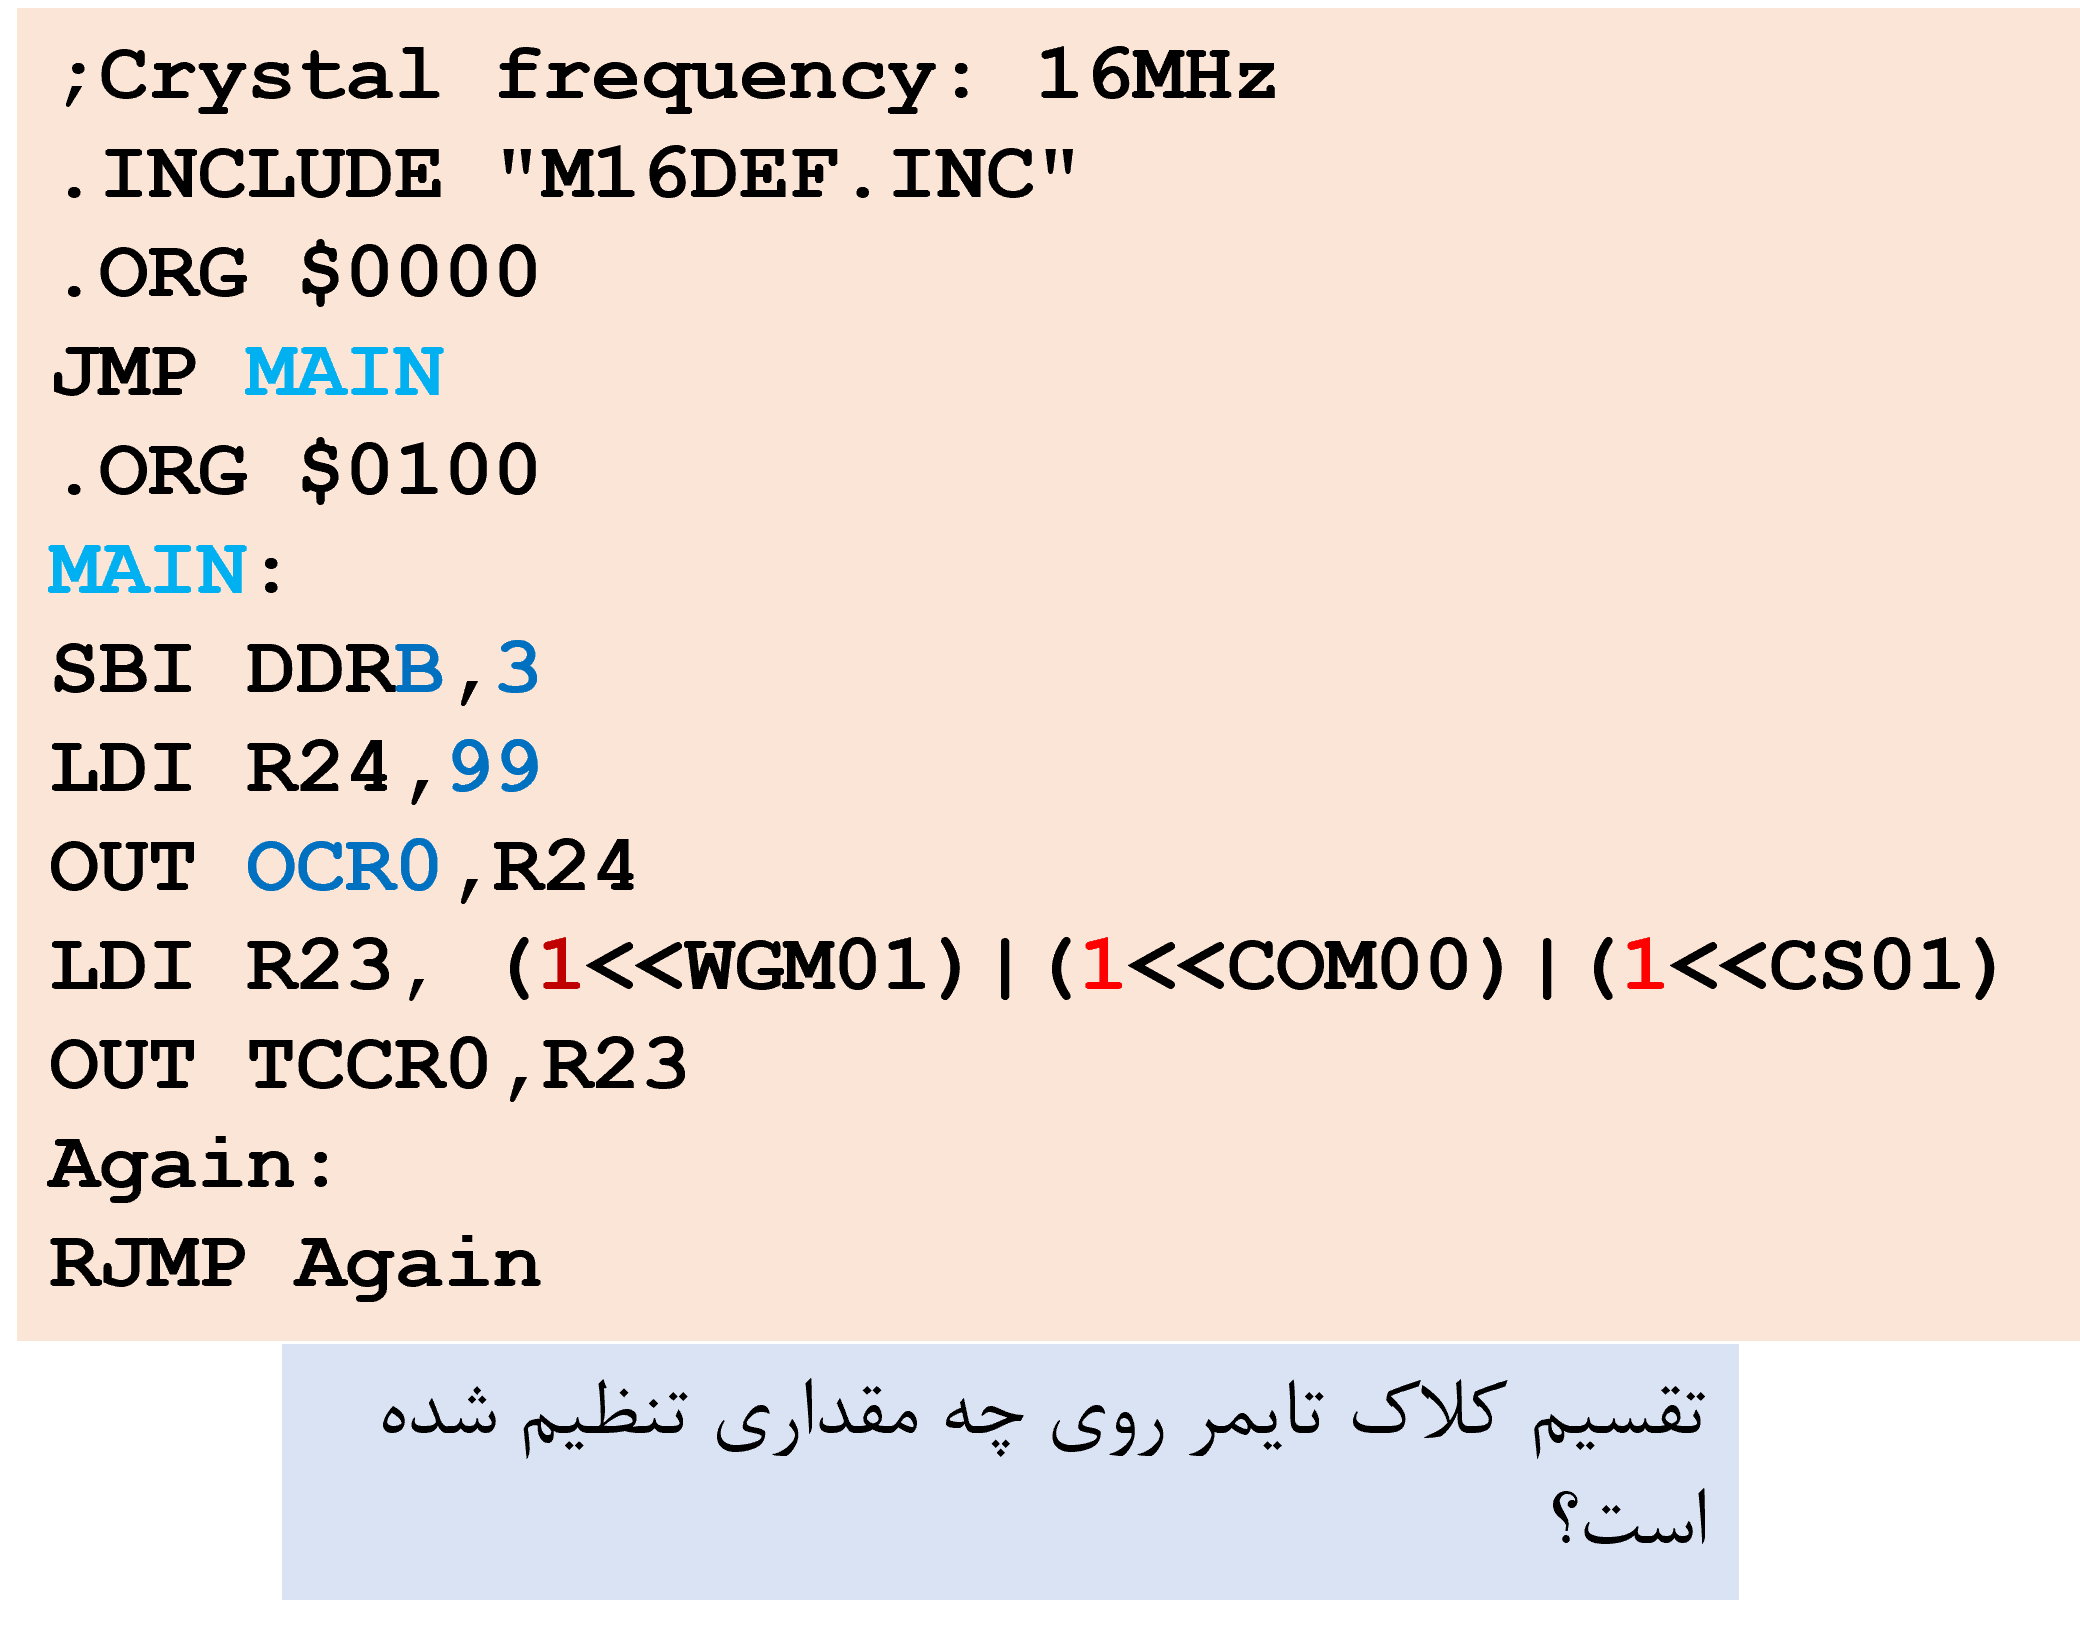 ;Crystal frequency: 16MHz
.INCLUDE "M16DEF.INC"
.ORG $0000
JMP MAIN
.ORG $0100
MAIN:
SBI DDRB,3
LDI R24,99
OUT OCR0,R24
LDI R23, (1<<WGM01)|(1<<COM00)|(1<<CS01)
OUT TCCR0,R23
Again:
RJMP Again
تقسیم کلاک تایمر روی چه مقداری تنظیم شده
است؟